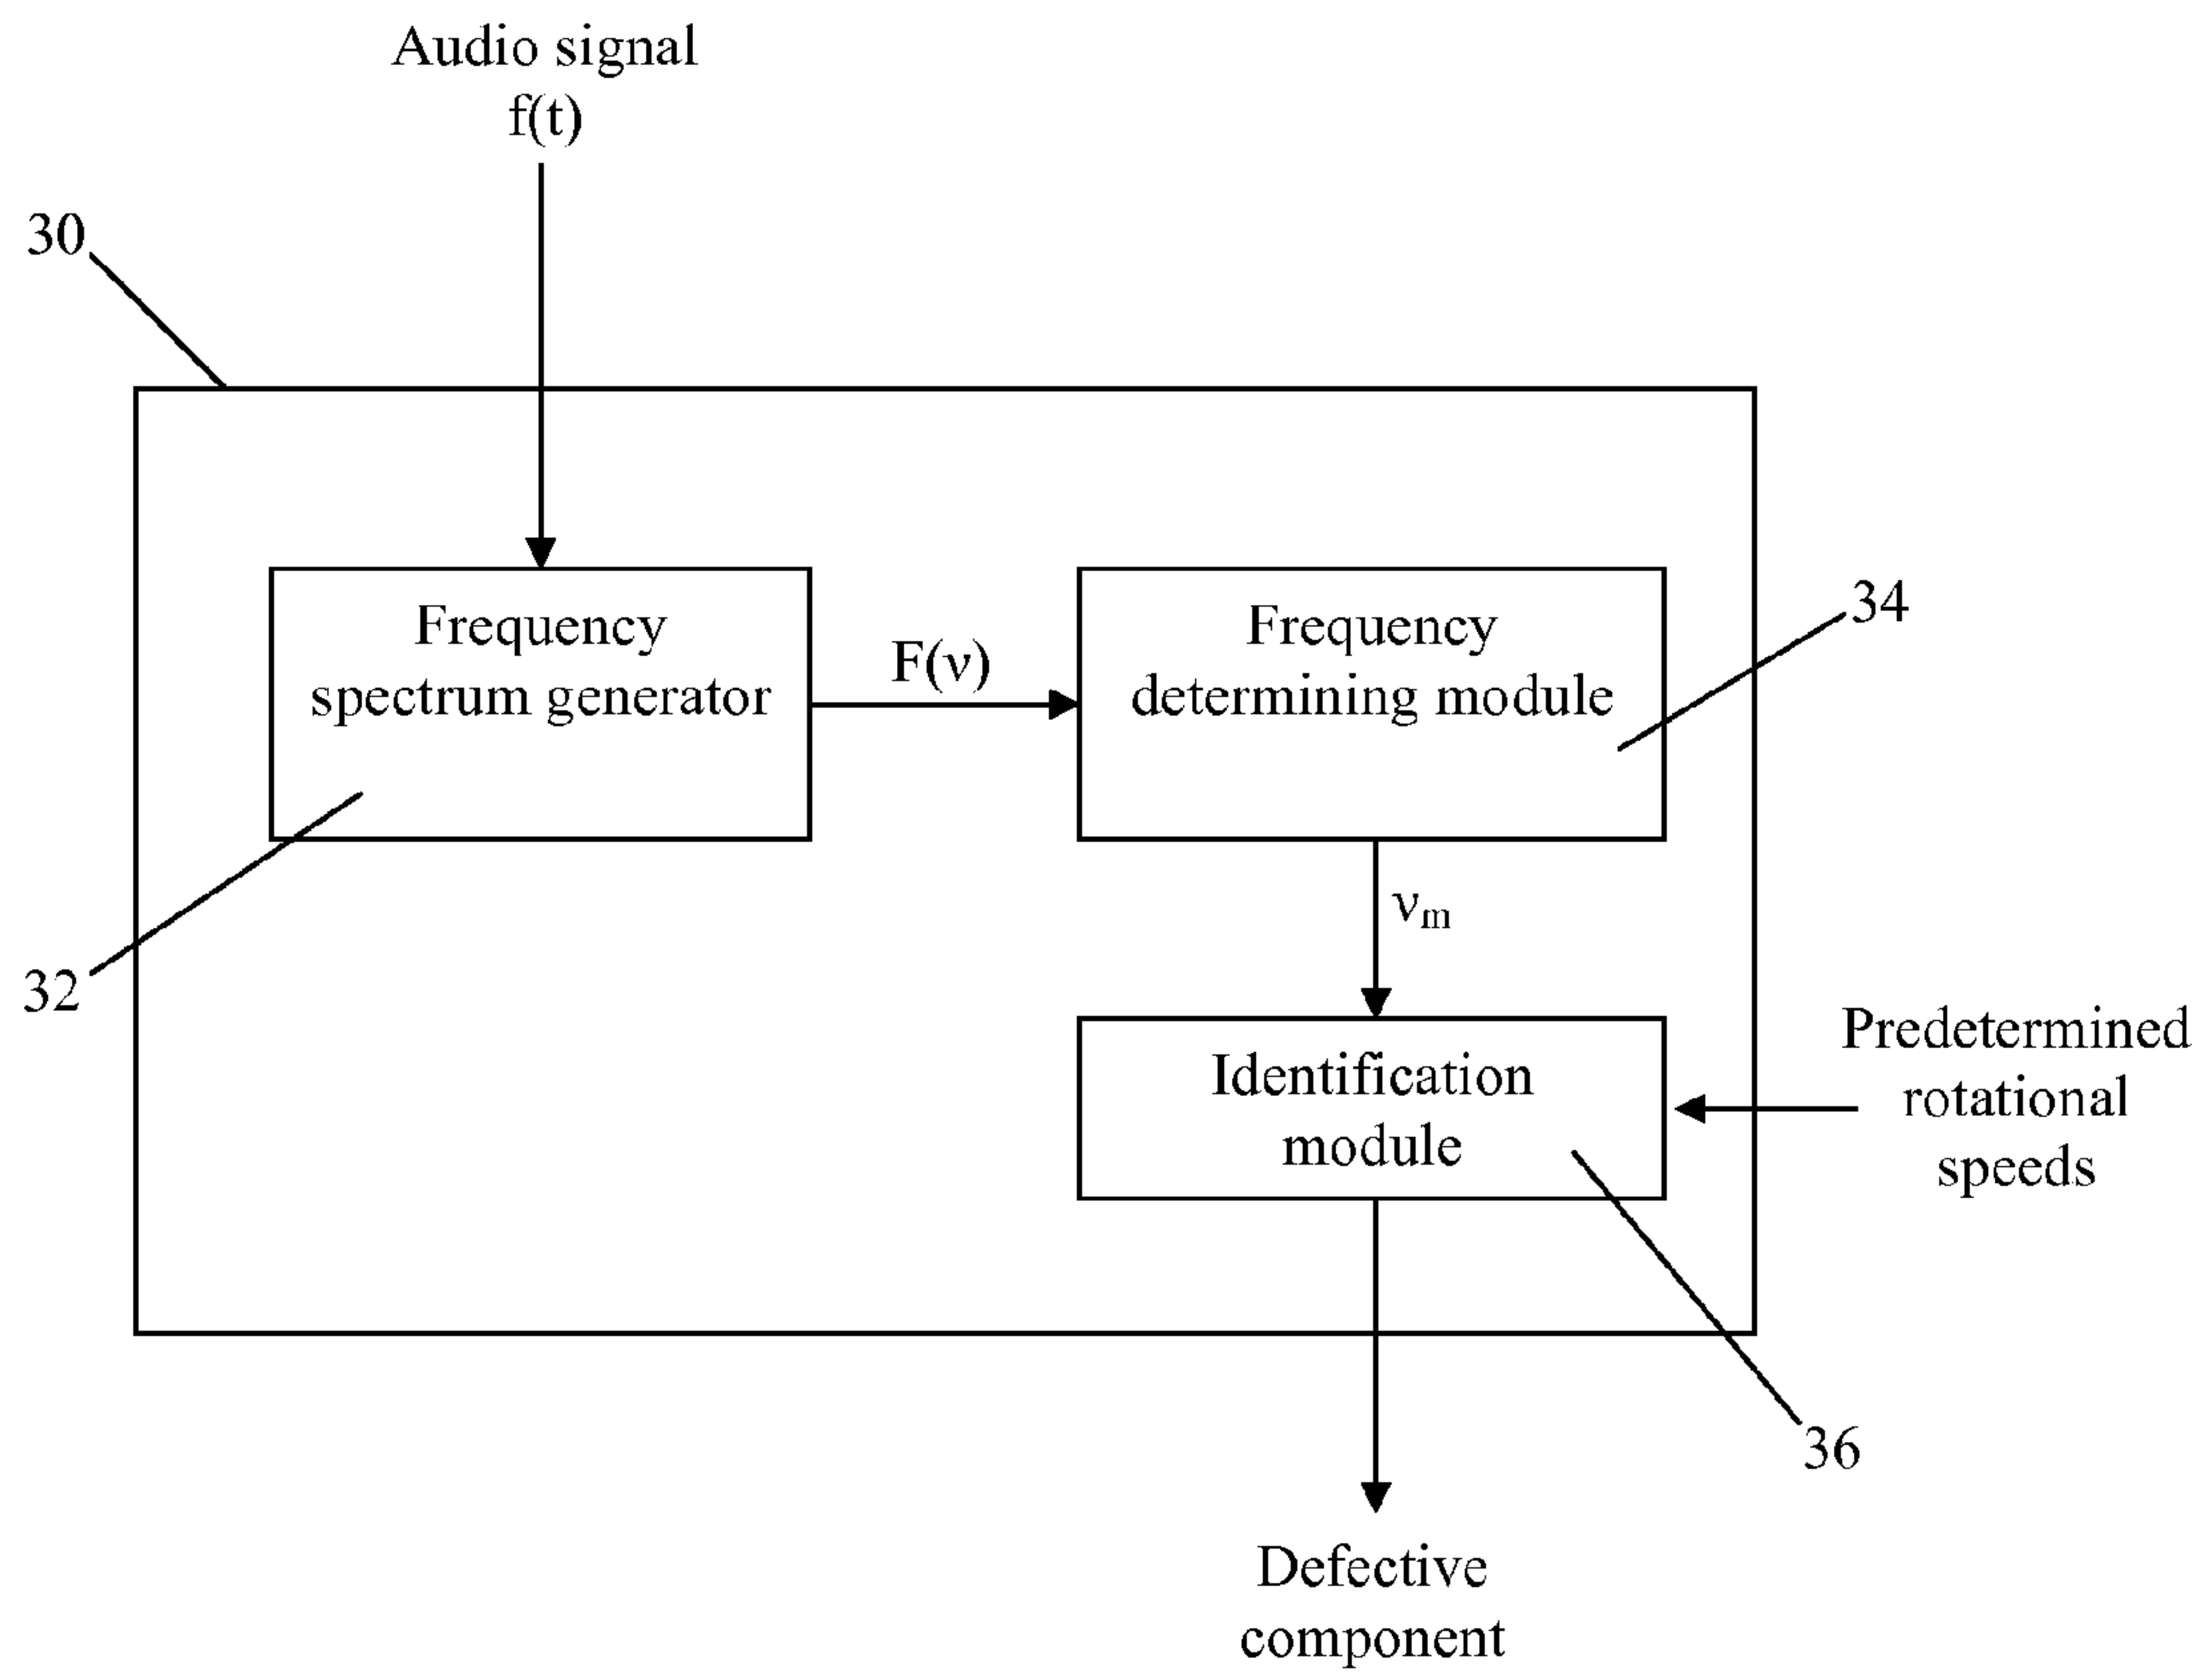 Audio signal
f(t)
30
Frequency
spectrum generator
F(ν)
Frequency
determining module
34
32
νm
Identification
module
Predetermined
rotational
speeds
36
Defective
component